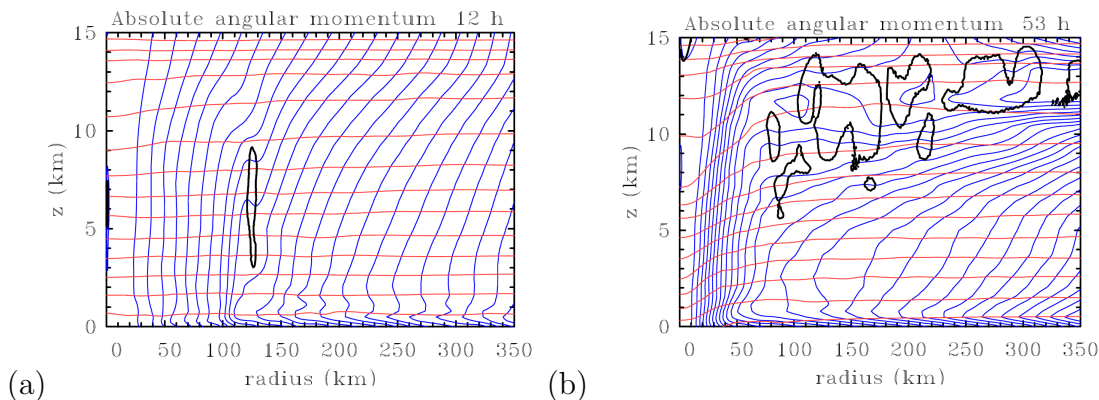 Absolute angular momentum 12 h
15
10
5
0
z (km)
0 50 100 150 200 250 300 350
radius (km)
(a)
Absolute angular momentum 53 h
15
10
5
0
z (km)
0 50 100 150 200 250 300 350
radius (km)
(b)